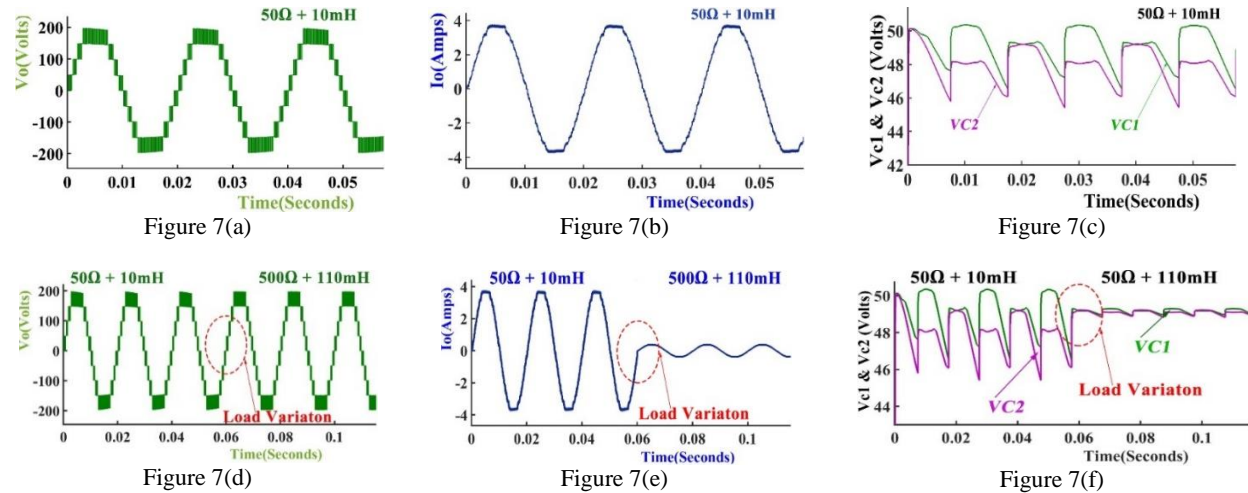 50Ω + 10mH
Vo(Volts)
200
100
0
-100
-200
0 0.01 0.02 0.03 0.04 0.05
Time(Seconds)
Figure 7(a)
50Ω + 10mH
Io(Amps)
4
2
0
-2
-4
0 0.01 0.02 0.03 0.04 0.05
Time(Seconds)
Figure 7(b)
50Ω + 10mH
Vc1 & Vc2 (Volts)
50
48
46
44
42
VC2
VC1
0 0.01 0.02 0.03 0.04 0.05
Time(Seconds)
Figure 7(c)
50Ω + 10mH 500Ω + 110mH
Vo(Volts)
200
100
0
-100
-200
Load Variaton
0 0.02 0.04 0.06 0.08 0.1
Time(Seconds)
Figure 7(d)
50Ω + 10mH 500Ω + 110mH
Io(Amps)
4
2
0
-2
-4
Load Variaton
0 0.02 0.04 0.06 0.08 0.1
Time(Seconds)
Figure 7(e)
50Ω + 10mH 50Ω + 110mH
Vc1 & Vc2 (Volts)
50
48
46
44
VC1
VC2
Load Variaton
0 0.02 0.04 0.06 0.08 0.1
Time(Seconds)
Figure 7(f)